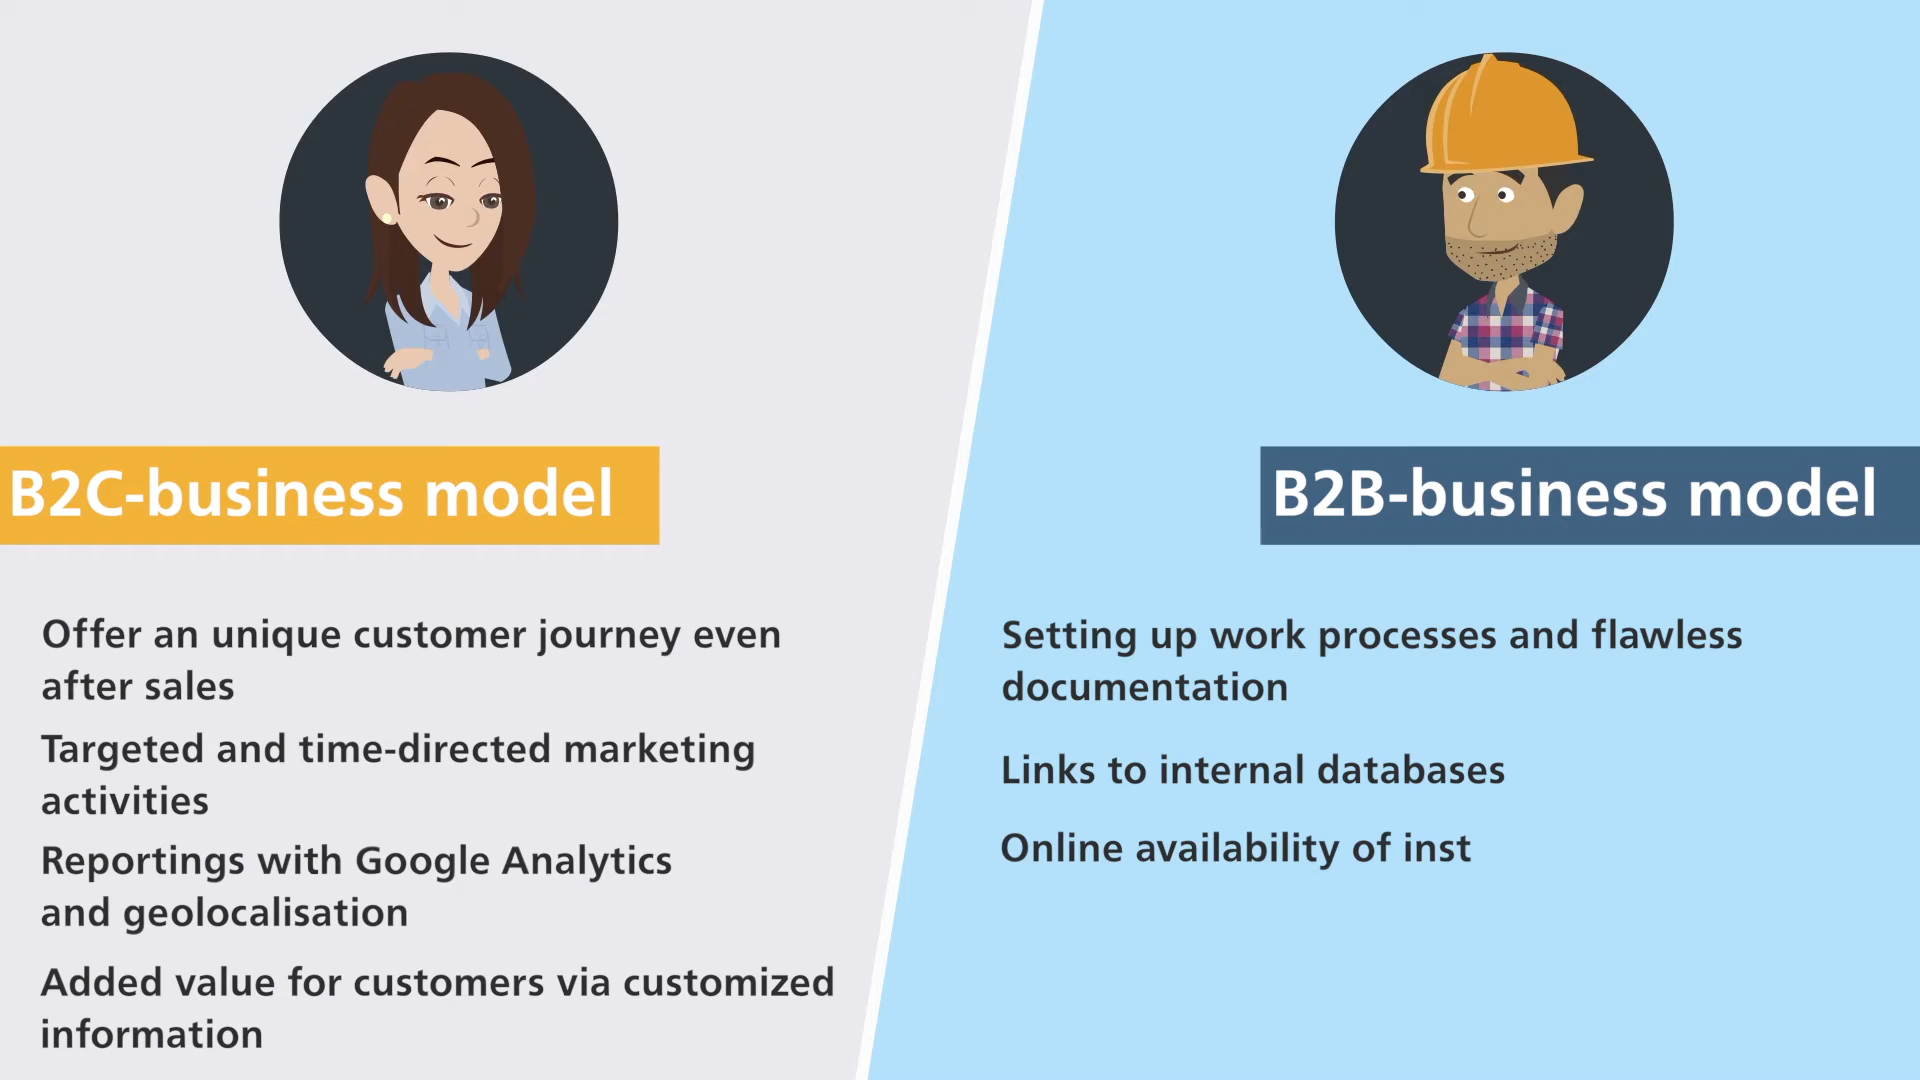 B2C-business model
Offer an unique customer journey even
after sales
Targeted and time-directed marketing
activities
Reportings with Google Analytics
and geolocalisation
Added value for customers via customized
information
B2B-business model
Setting up work processes and flawless
documentation
Links to internal databases
Online availability of inst